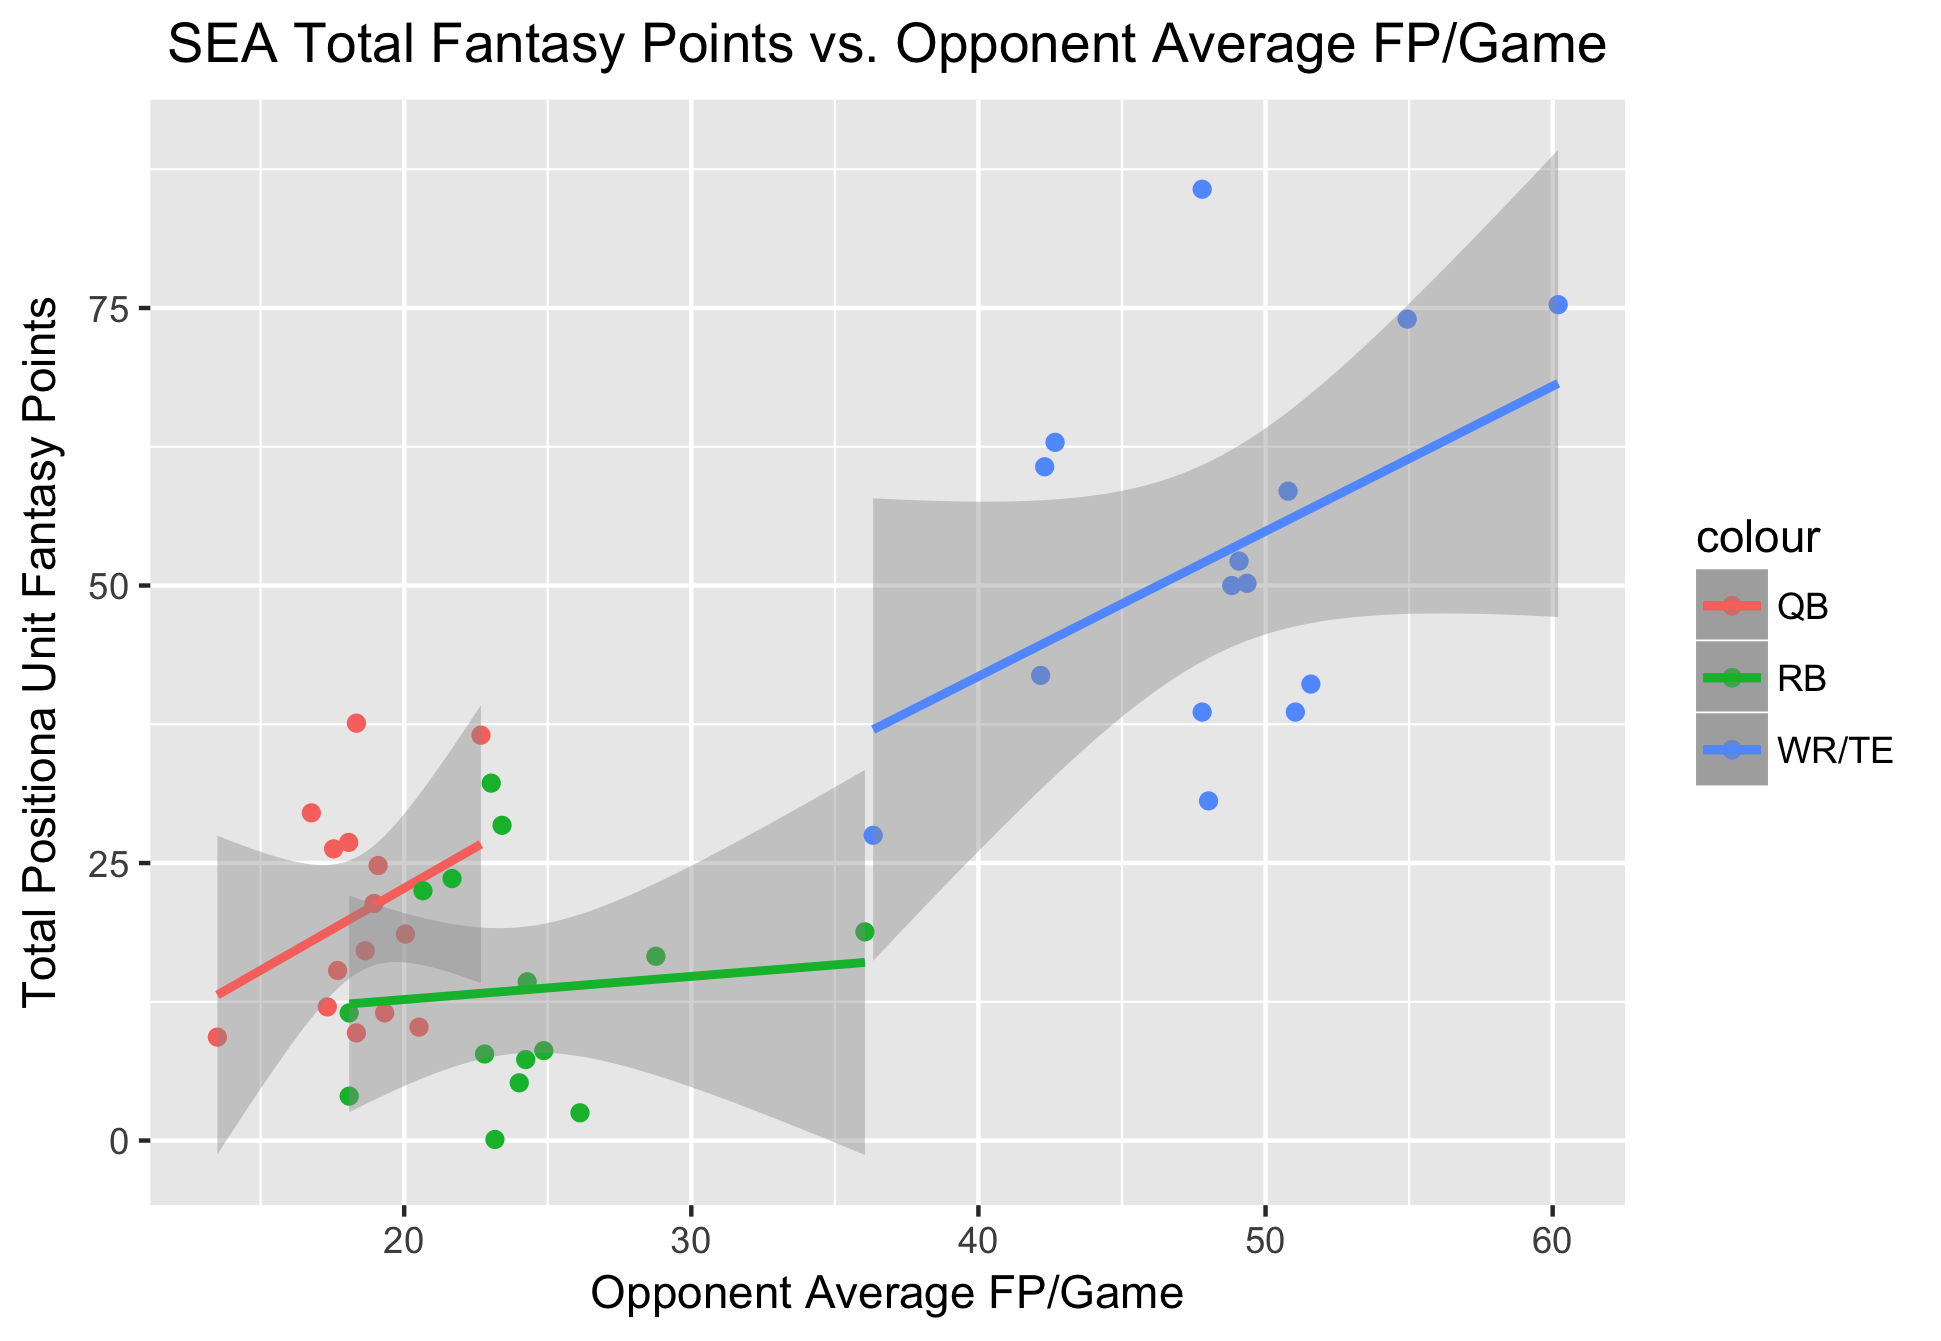 SEA Total Fantasy Points vs. Opponent Average FP/Game
Total Positiona Unit Fantasy Points
75
50
25
0
20 30 40 50 60
Opponent Average FP/Game
colour
QB
RB
WR/TE